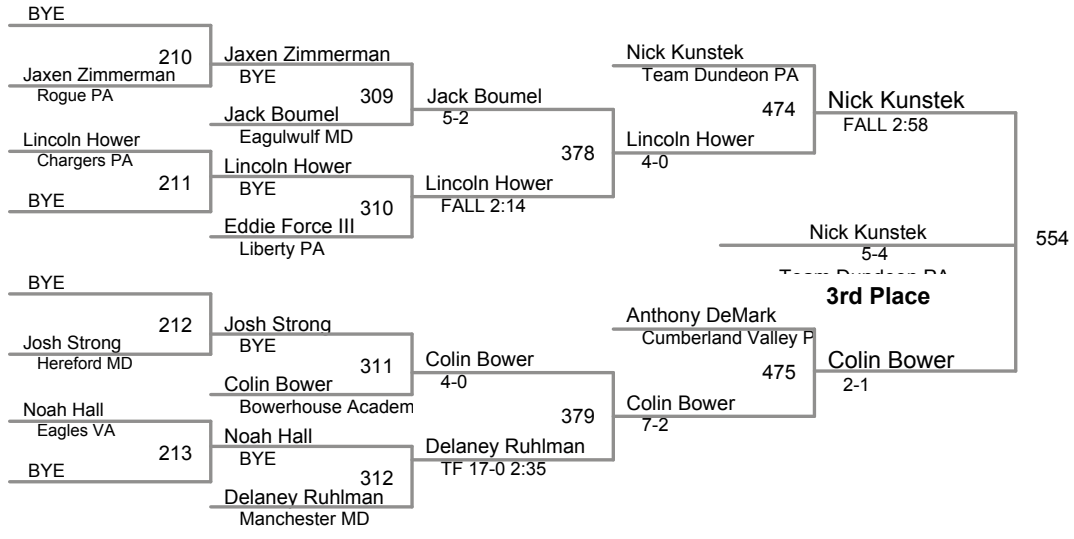 BYE
210
Jaxen Zimmerman
Rogue PA
Lincoln Hower
Chargers PA
211
BYE
Jaxen Zimmerman
BYE
309
Jack Boumel
Eagulwulf MD
Lincoln Hower
BYE
310
Eddie Force III
Liberty PA
Jack Boumel
5-2
378
Lincoln Hower
FALL 2:14
Nick Kunstek
Team Dundeon PA
474
Lincoln Hower
4-0
Nick Kunstek
FALL 2:58
Nick Kunstek
5-4
Team Dundeon PA
3rd Place
554
BYE
212
Josh Strong
Hereford MD
Noah Hall
Eagles VA
213
BYE
Josh Strong
BYE
311
Colin Bower
Bowerhouse Academ
Noah Hall
BYE
312
Delaney Ruhlman
Manchester MD
Colin Bower
4-0
379
Delaney Ruhlman
TF 17-0 2:35
Anthony DeMark
Cumberland Valley P
475
Colin Bower
7-2
Colin Bower
2-1